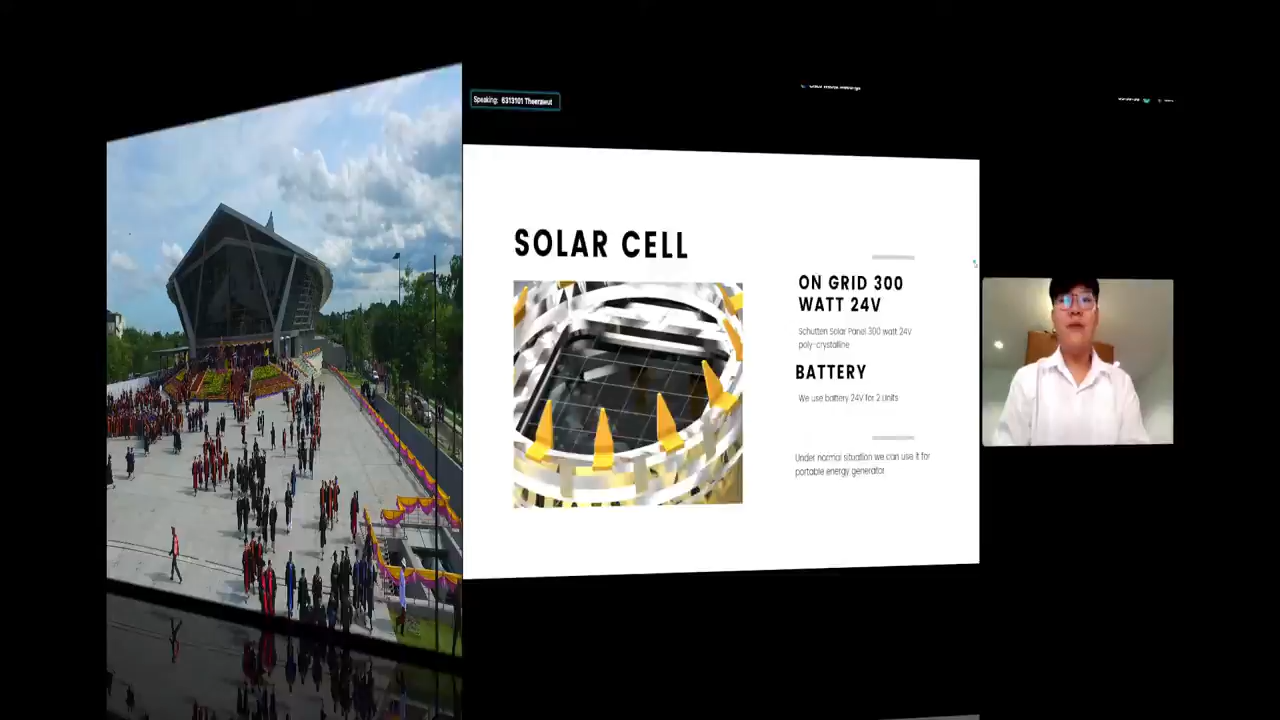 Speaking: 6313101 Theerawut
SOLAR CELL
ON GRID 300
WATT 24V
Schutten Solar Panel 300 watt 24V
poly-crystalline
BATTERY
We use battery 24V for 2 Units
Under normal situation we can use it for
portable energy generator